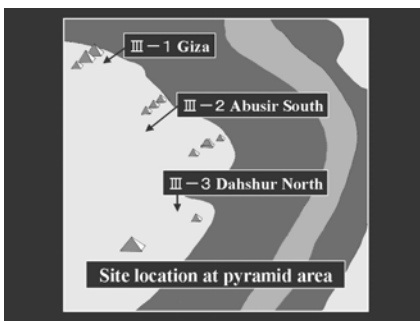 Ⅲ－1 Giza
Ⅲ－2 Abusir South
Ⅲ－3 Dahshur North
Site location at pyramid area